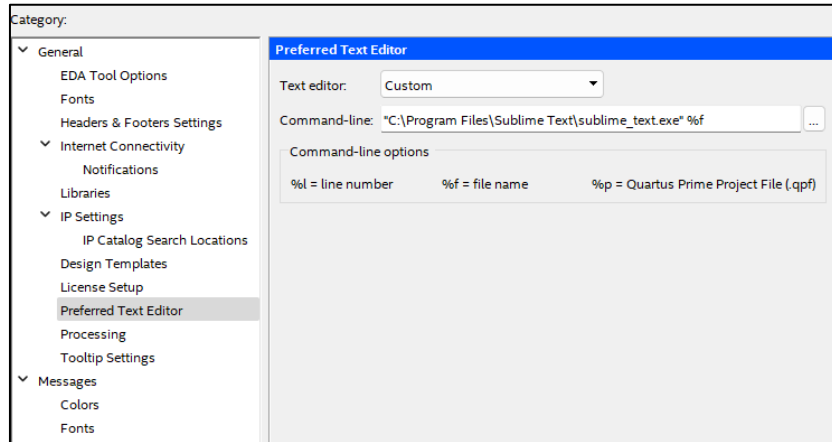 Category:
General
EDA Tool Options
Fonts
Headers & Footers Settings
Internet Connectivity
Notifications
Libraries
IP Settings
IP Catalog Search Locations
Design Templates
License Setup
Preferred Text Editor
Processing
Tooltip Settings
Messages
Colors
Fonts
Preferred Text Editor
Text editor: Custom
Command-line: "C:\Program Files\Sublime Text\sublime_text.exe" %f ...
Command-line options
%l = line number %f = file name %p = Quartus Prime Project File (.qpf)